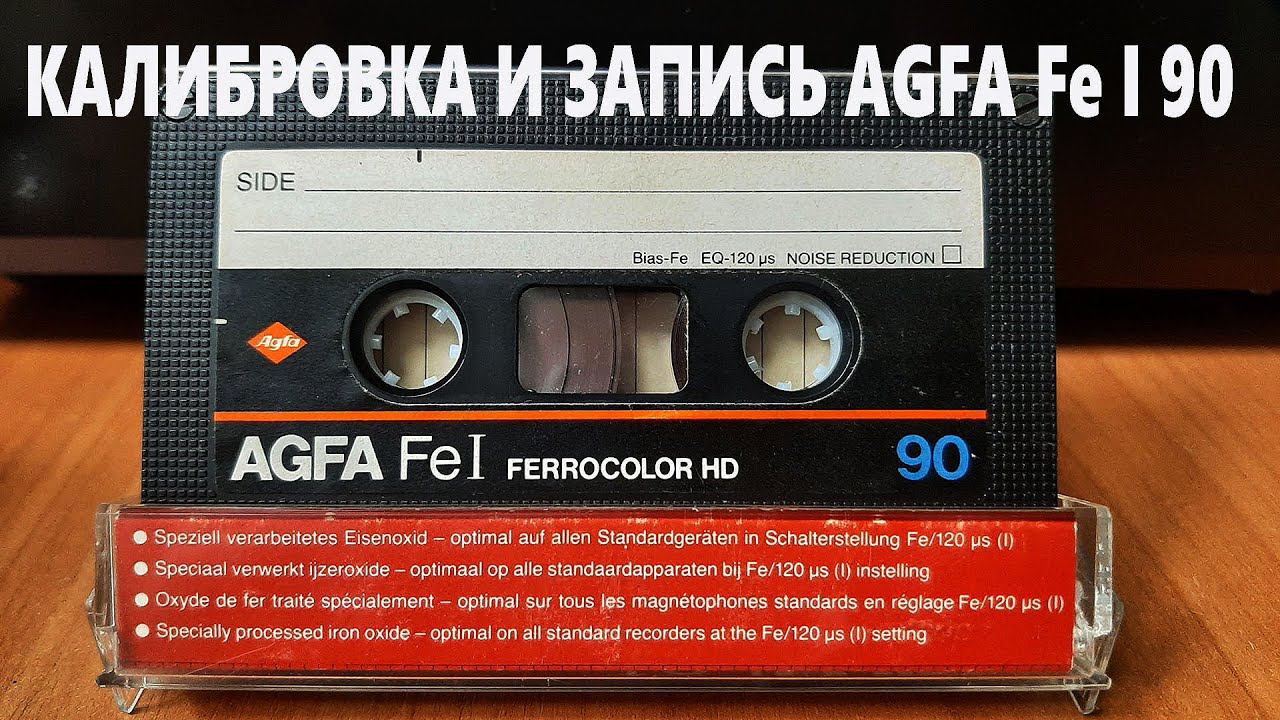 КАЛИБРОВКА И ЗАПИСЬ AGFA Fe I 90
SIDE
Bias-Fe EQ-120 µs NOISE REDUCTION
Agfa
AGFA Fe I FERROCOLOR HD 90
● Speziell verarbeitetes Eisenoxid – optimal auf allen Standardgeräten in Schalterstellung Fe/120 µs (I)
● Speciaal verwerkt ijzeroxide – optimaal op alle standaardapparaten bij Fe/120 µs (I) instelling
● Oxyde de fer traité spécialement – optimal sur tous les magnétophones standards en réglage Fe/120 µs (I)
● Specially processed iron oxide – optimal on all standard recorders at the Fe/120 µs (I) setting